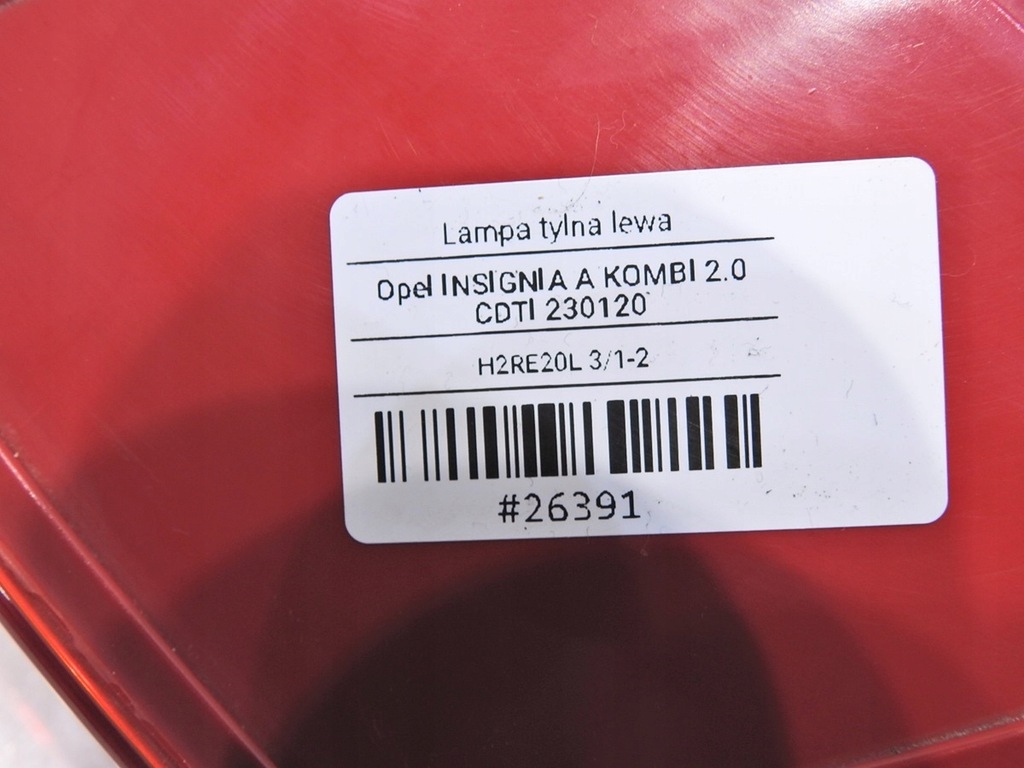 Lampa tylna lewa
Opel INSIGNIA A KOMBI 2.0
CDTI 230120
H2RE20L 3/1-2
#26391